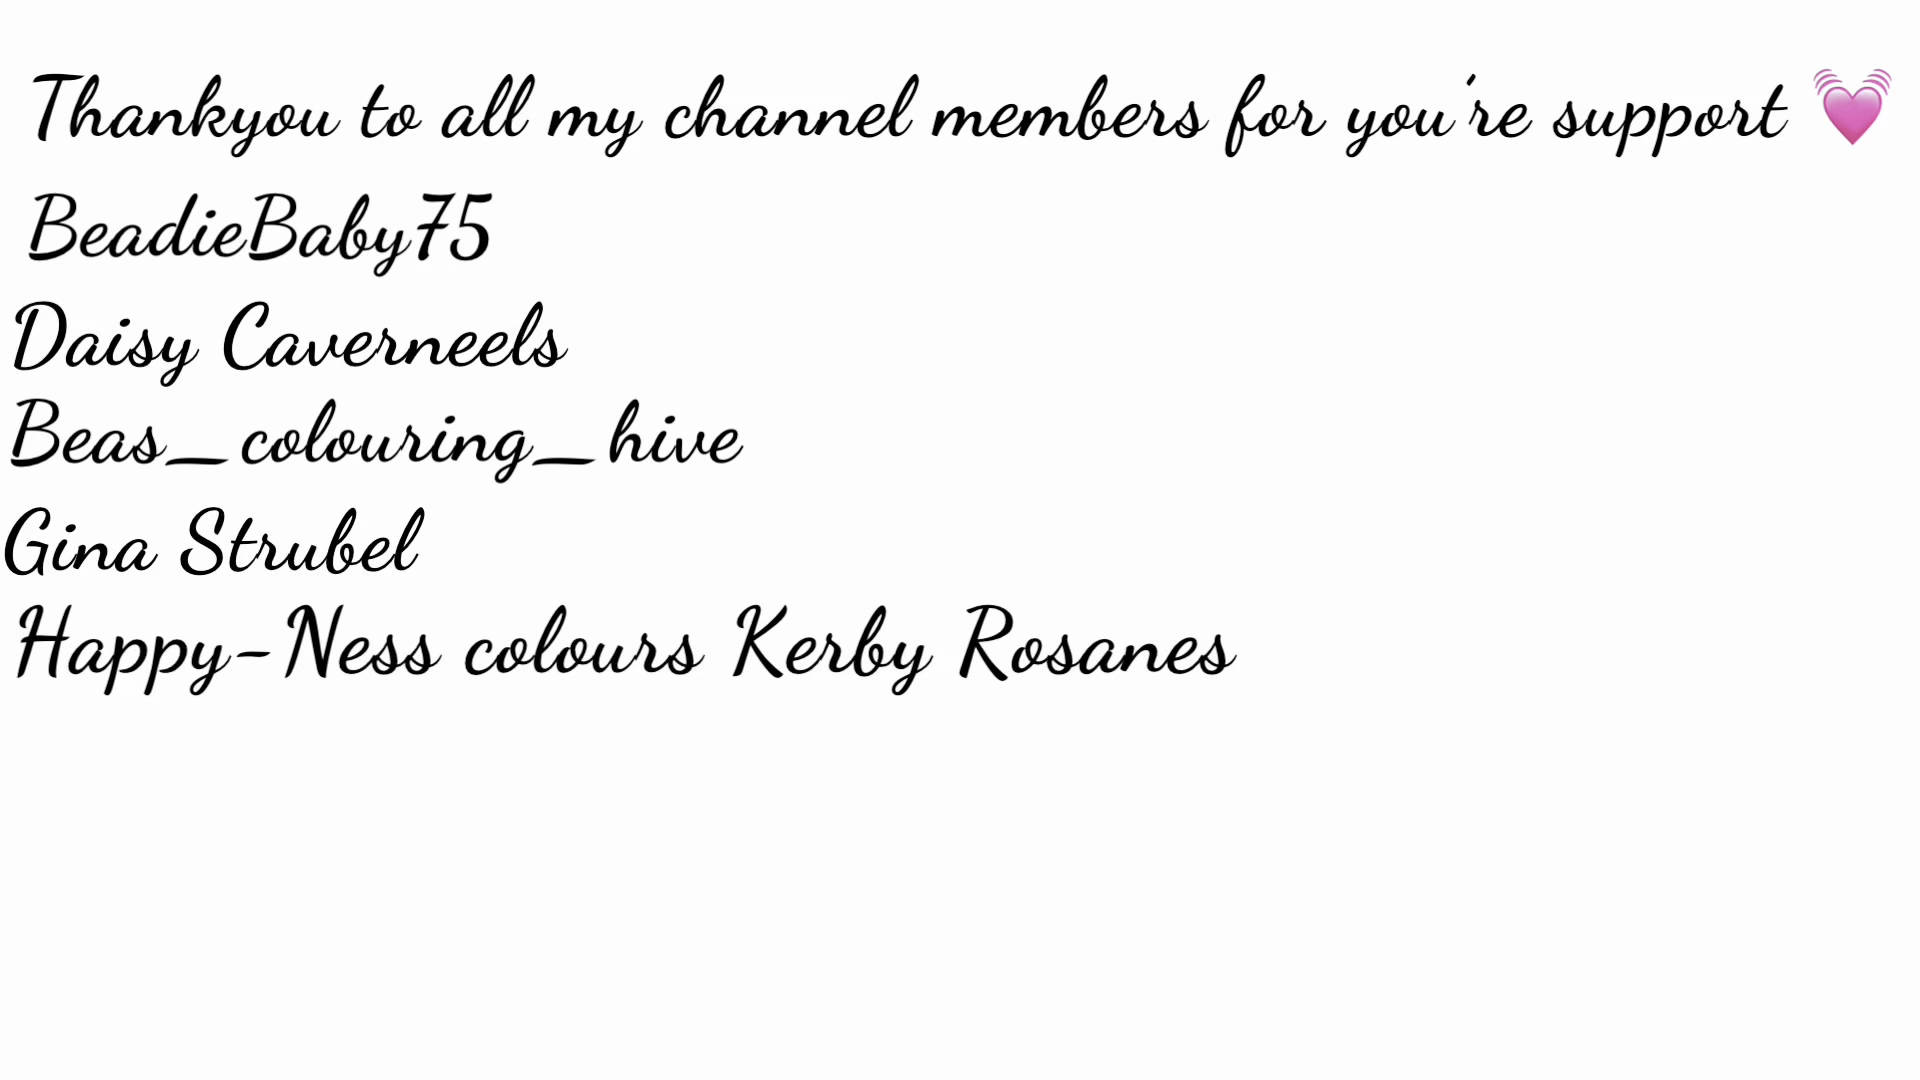 Thankyou to all my channel members for you're support 💓
BeadieBaby75
Daisy Caverneels
Beas_colouring_hive
Gina Strubel
Happy-Ness colours Kerby Rosanes